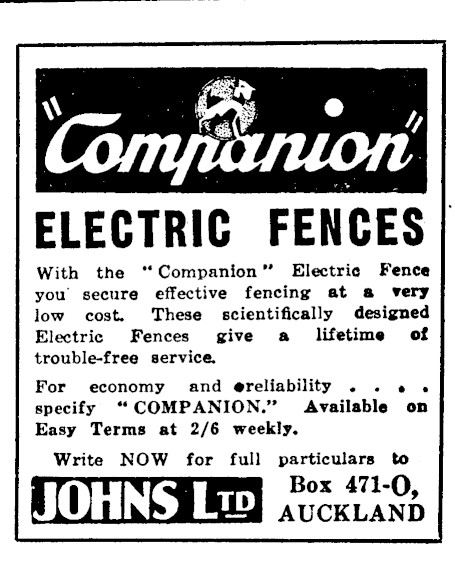 "Companion"
ELECTRIC FENCES
With the "Companion" Electric Fence
you secure effective fencing at a very
low cost. These scientifically designed
Electric Fences give a lifetime of
trouble-free service.
For economy and reliability . . . .
specify "COMPANION." Available on
Easy Terms at 2/6 weekly.
Write NOW for full particulars to
JOHNS LTD
Box 471-O,
AUCKLAND